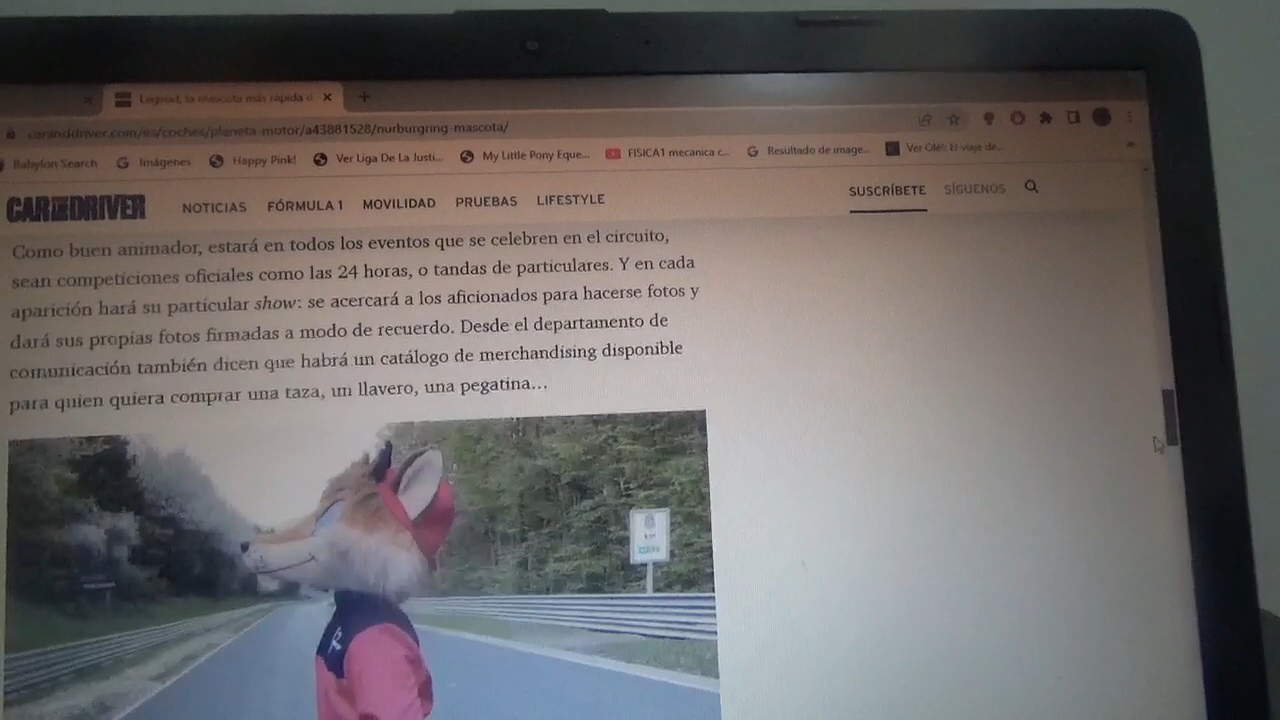 Legend, la mascota más rápida d
caranddriver.com/es/coches/planeta-motor/a43881528/nurburgring-mascota/
Babylon Search Imágenes Happy Pink! Ver Liga De La Justi... My Little Pony Eque... FISICA1 mecanica c... Resultado de image... Ver Olé!: El viaje de...
CAR AND DRIVER NOTICIAS FÓRMULA 1 MOVILIDAD PRUEBAS LIFESTYLE SUSCRÍBETE SÍGUENOS
Como buen animador, estará en todos los eventos que se celebren en el circuito,
sean competiciones oficiales como las 24 horas, o tandas de particulares. Y en cada
aparición hará su particular show: se acercará a los aficionados para hacerse fotos y
dará sus propias fotos firmadas a modo de recuerdo. Desde el departamento de
comunicación también dicen que habrá un catálogo de merchandising disponible
para quien quiera comprar una taza, un llavero, una pegatina…